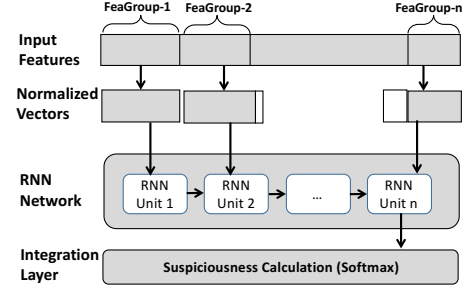 FeaGroup-1 FeaGroup-2 FeaGroup-n
Input
Features
Normalized
Vectors
RNN
Network
RNN
Unit 1
RNN
Unit 2
...
RNN
Unit n
Integration
Layer
Suspiciousness Calculation (Softmax)